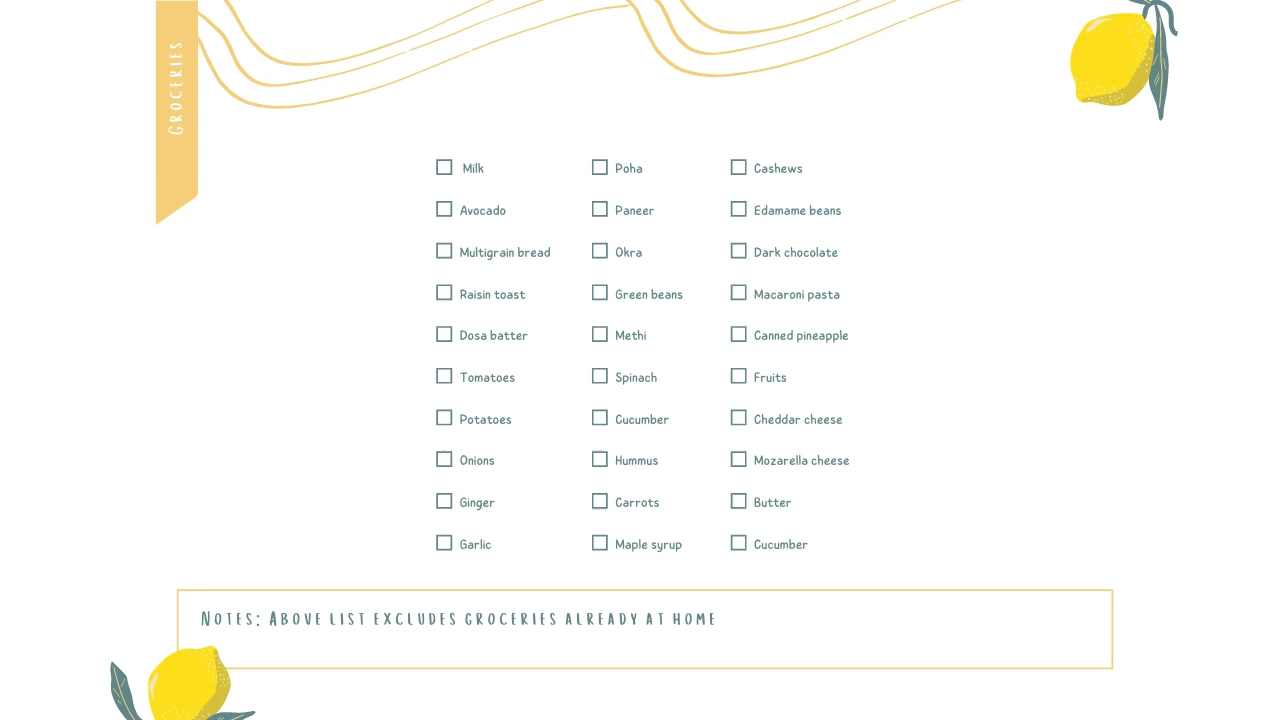 Groceries
Milk
Avocado
Multigrain bread
Raisin toast
Dosa batter
Tomatoes
Potatoes
Onions
Ginger
Garlic
Poha
Paneer
Okra
Green beans
Methi
Spinach
Cucumber
Hummus
Carrots
Maple syrup
Cashews
Edamame beans
Dark chocolate
Macaroni pasta
Canned pineapple
Fruits
Cheddar cheese
Mozarella cheese
Butter
Cucumber
Notes: Above list excludes groceries already at home